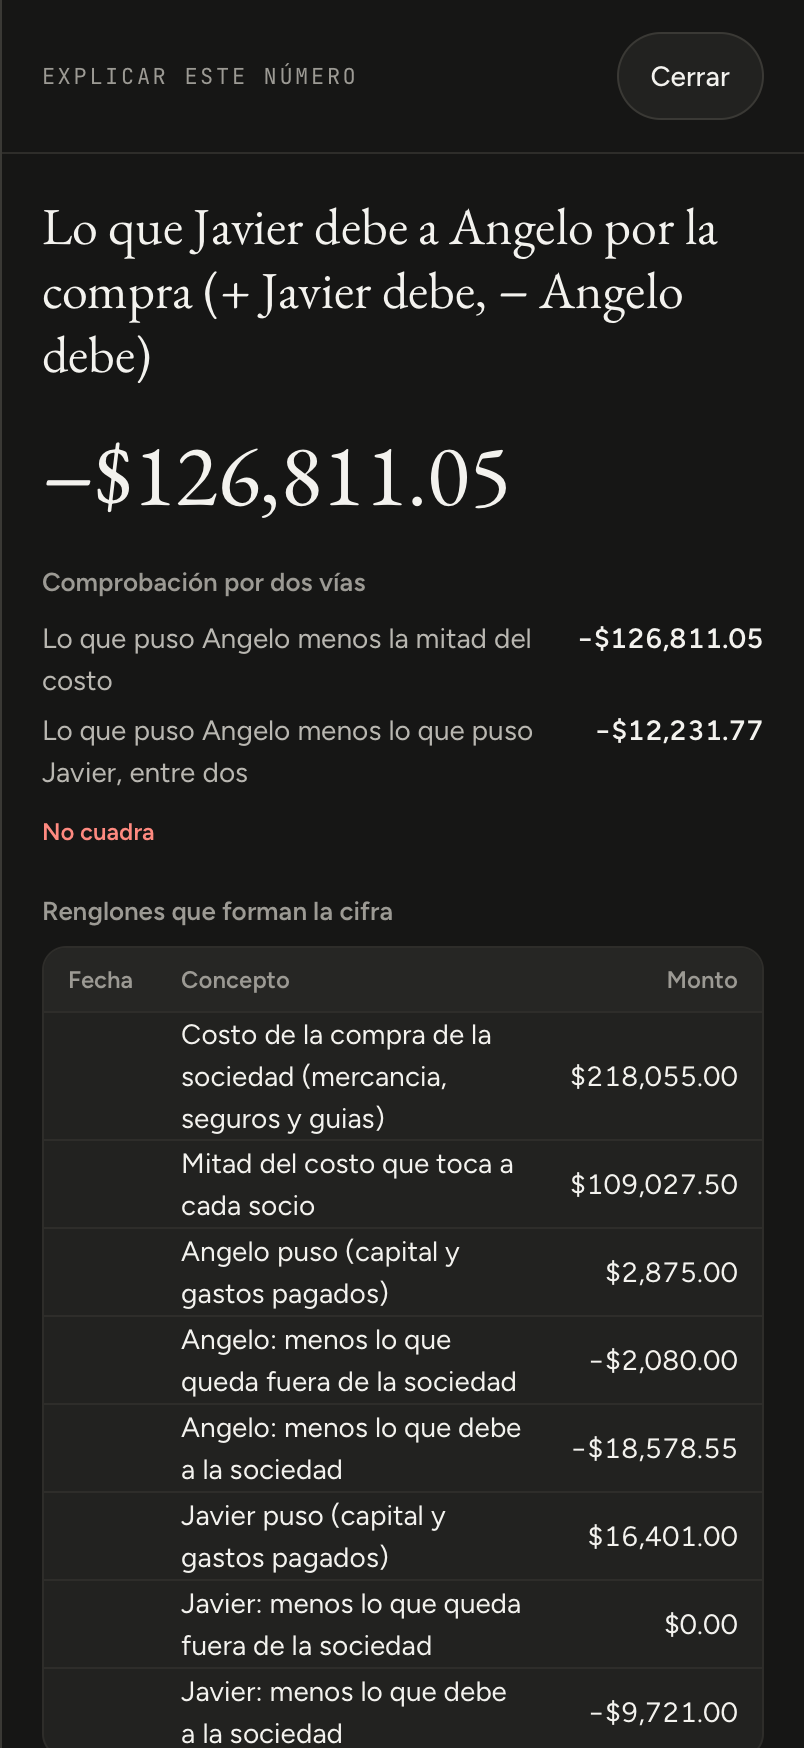 EXPLICAR ESTE NÚMERO
Cerrar
Lo que Javier debe a Angelo por la
compra (+ Javier debe, − Angelo
debe)
−$126,811.05
Comprobación por dos vías
Lo que puso Angelo menos la mitad del
costo
−$126,811.05
Lo que puso Angelo menos lo que puso
Javier, entre dos
−$12,231.77
No cuadra
Renglones que forman la cifra
Fecha Concepto Monto
Costo de la compra de la
sociedad (mercancia,
seguros y guias)
$218,055.00
Mitad del costo que toca a
cada socio
$109,027.50
Angelo puso (capital y
gastos pagados)
$2,875.00
Angelo: menos lo que
queda fuera de la sociedad
−$2,080.00
Angelo: menos lo que debe
a la sociedad
−$18,578.55
Javier puso (capital y
gastos pagados)
$16,401.00
Javier: menos lo que queda
fuera de la sociedad
$0.00
Javier: menos lo que debe
a la sociedad
−$9,721.00